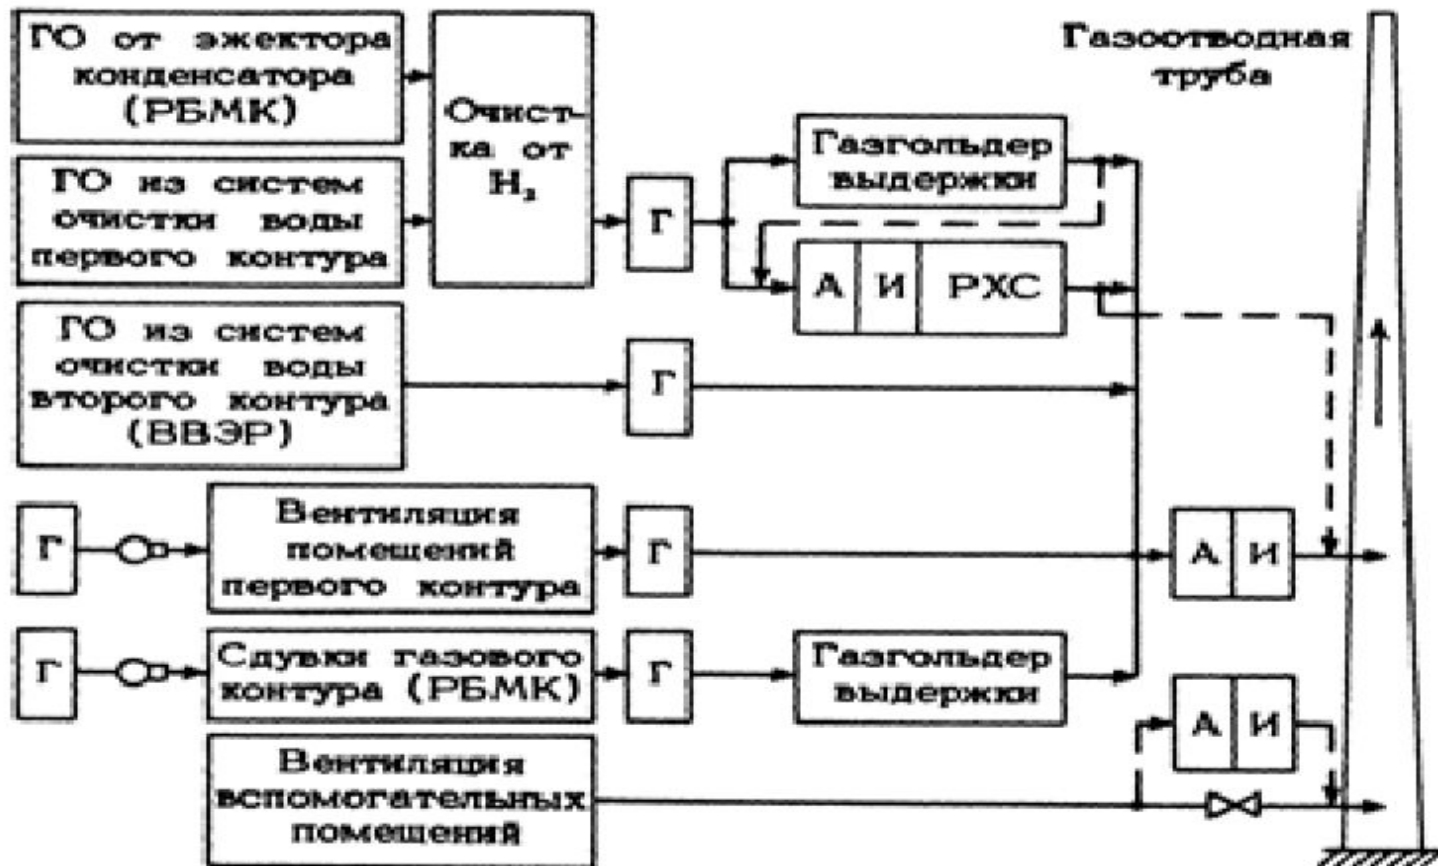 ГО от эжектора
конденсатора
(РБМК)
Очист-
ка от
H₂
Газоотводная
труба
ГО из систем
очистки воды
первого контура
Г
Газгольдер
выдержки
А И РХС
ГО из систем
очистки воды
второго контура
(ВВЭР)
Г
Г
Вентиляция
помещений
первого контура
Г
А И
Г
Сдувки газового
контура (РБМК)
Г
Газгольдер
выдержки
А И
Вентиляция
вспомогательных
помещений